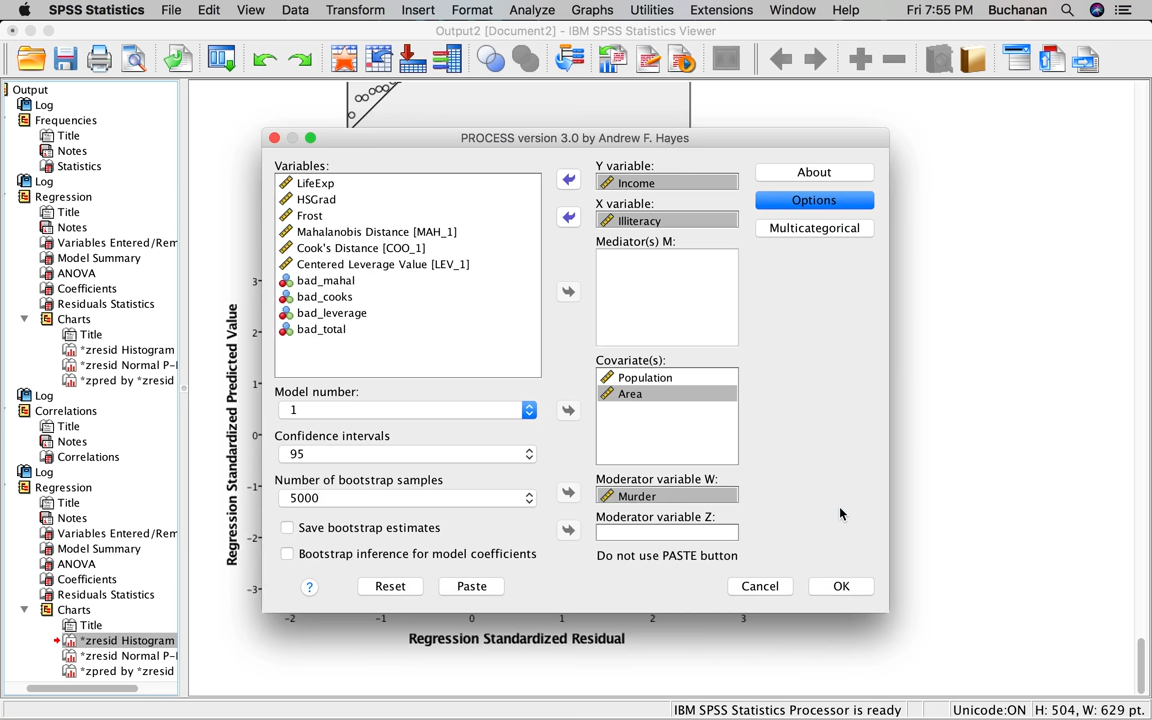 SPSS Statistics File Edit View Data Transform Insert Format Analyze Graphs Utilities Extensions Window Help Fri 7:55 PM Buchanan
Output2 [Document2] - IBM SPSS Statistics Viewer
Output
Log
Frequencies
Title
Notes
Statistics
Log
Regression
Title
Notes
Variables Entered/Rem
Model Summary
ANOVA
Coefficients
Residuals Statistics
Charts
Title
*zresid Histogram
*zresid Normal P-
*zpred by *zresid
Log
Correlations
Title
Notes
Correlations
Log
Regression
Title
Notes
Variables Entered/Rem
Model Summary
ANOVA
Coefficients
Residuals Statistics
Charts
Title
*zresid Histogram
*zresid Normal P-
*zpred by *zresid
Regression Standardized Predicted Value
3
2
1
0
-1
-2
-3
-2 -1 0 1 2 3
Regression Standardized Residual
PROCESS version 3.0 by Andrew F. Hayes
Variables:
LifeExp
HSGrad
Frost
Mahalanobis Distance [MAH_1]
Cook's Distance [COO_1]
Centered Leverage Value [LEV_1]
bad_mahal
bad_cooks
bad_leverage
bad_total
Model number:
1
Confidence intervals
95
Number of bootstrap samples
5000
Save bootstrap estimates
Bootstrap inference for model coefficients
Y variable:
Income
X variable:
Illiteracy
Mediator(s) M:
Covariate(s):
Population
Area
Moderator variable W:
Murder
Moderator variable Z:
Do not use PASTE button
About
Options
Multicategorical
? Reset Paste Cancel OK
IBM SPSS Statistics Processor is ready Unicode:ON H: 504, W: 629 pt.